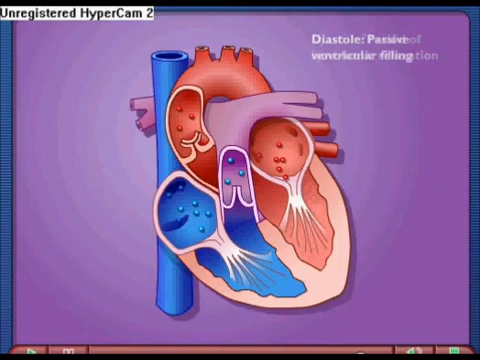 Unregistered HyperCam 2
Diastole: Passive
ventricular filling